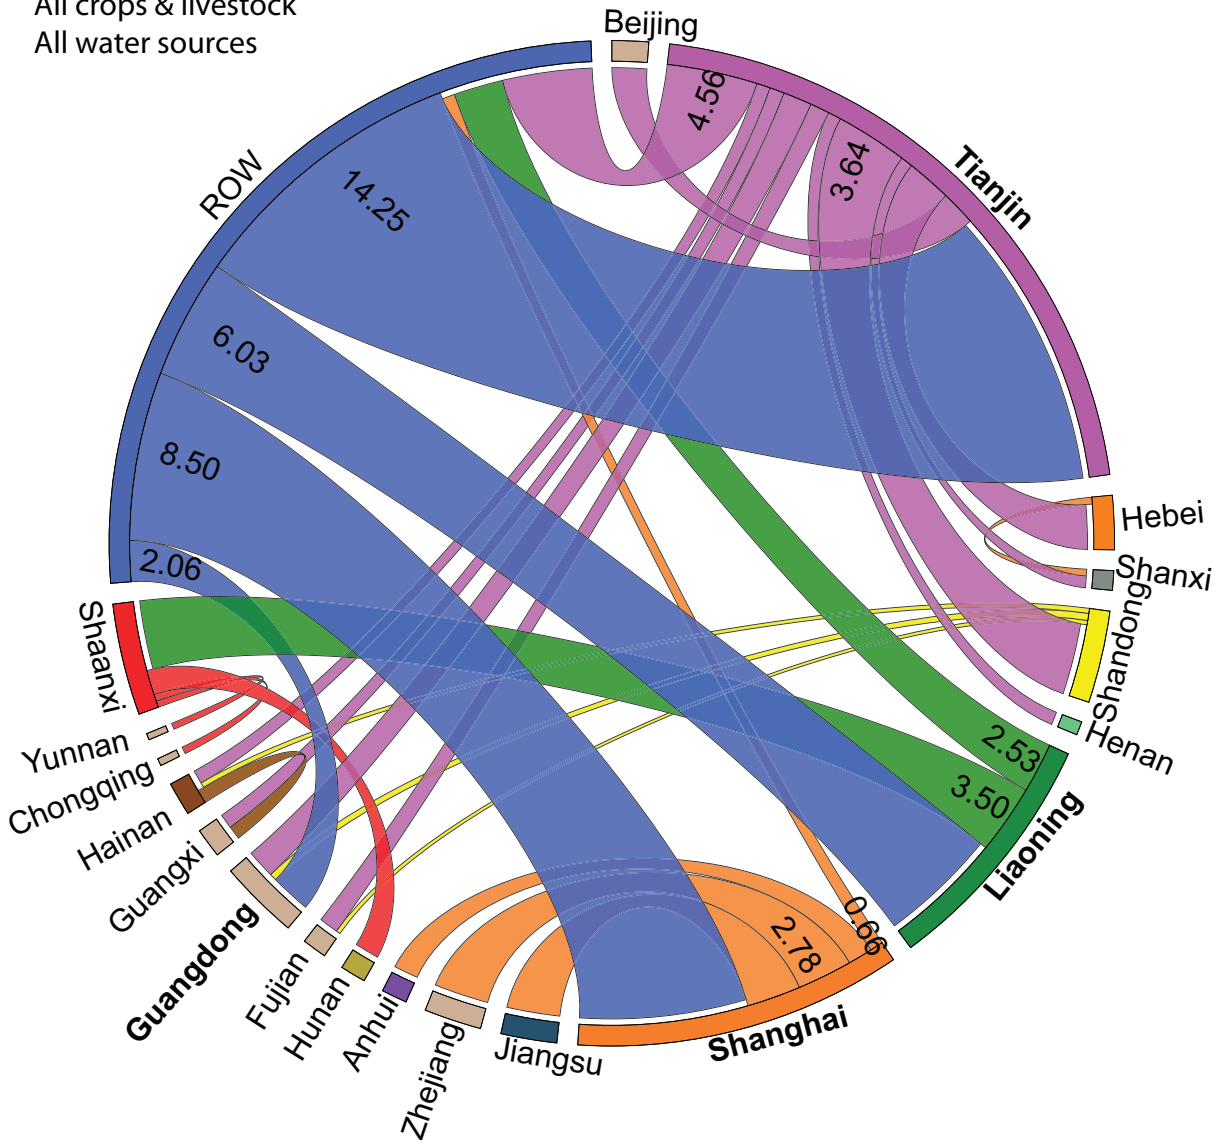 All crops & livestock
All water sources
Beijing
Tianjin
Hebei
Shanxi
Shandong
Henan
Liaoning
Shanghai
Jiangsu
Zhejiang
Anhui
Hunan
Fujian
Guangdong
Guangxi
Hainan
Chongqing
Yunnan
Shaanxi
ROW
4.56
3.64
14.25
6.03
8.50
2.06
2.53
3.50
0.66
2.78